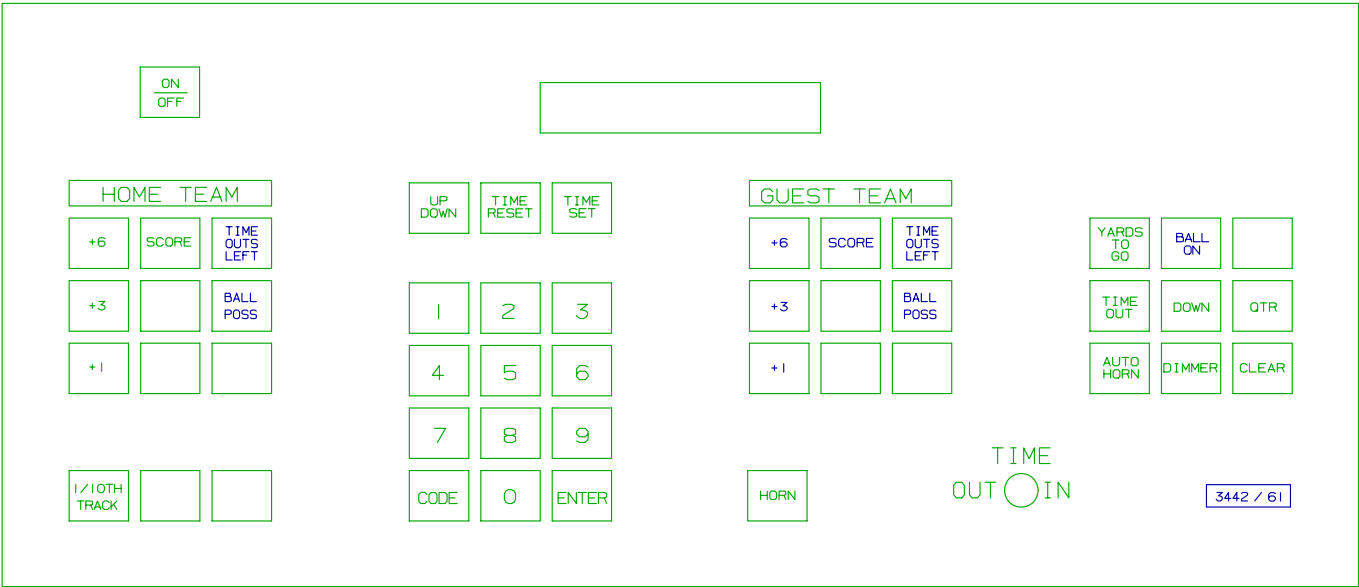 ON
OFF
HOME TEAM
+6
SCORE
TIME
OUTS
LEFT
+3
BALL
POSS
+1
1/10TH
TRACK
UP
DOWN
TIME
RESET
TIME
SET
1
2
3
4
5
6
7
8
9
CODE
0
ENTER
GUEST TEAM
+6
SCORE
TIME
OUTS
LEFT
+3
BALL
POSS
+1
HORN
YARDS
TO
GO
BALL
ON
TIME
OUT
DOWN
QTR
AUTO
HORN
DIMMER
CLEAR
TIME
OUT IN
3442 / 61